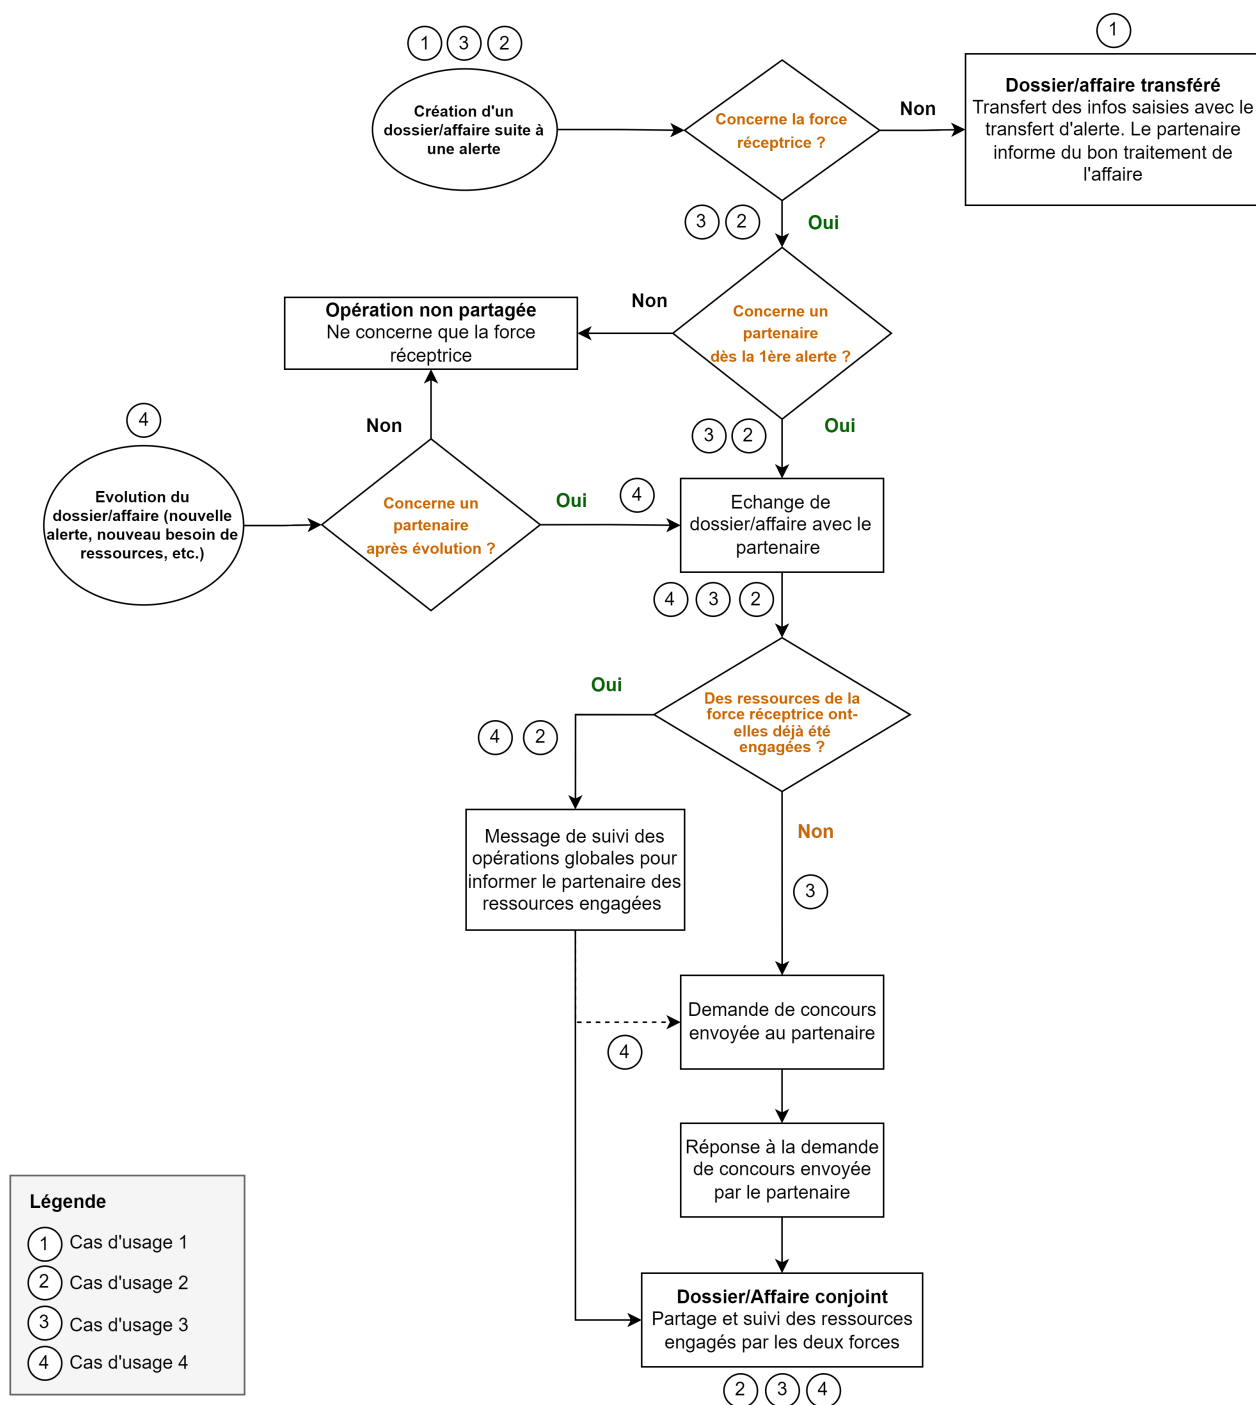 1 3 2
1
Création d'un
dossier/affaire suite à
une alerte
Concerne la force
réceptrice ?
Non
Dossier/affaire transféré
Transfert des infos saisies avec le
transfert d'alerte. Le partenaire
informe du bon traitement de
l'affaire
3 2
Oui
Opération non partagée
Ne concerne que la force
réceptrice
Non
Concerne un
partenaire
dès la 1ère alerte ?
4
Non
3 2
Oui
Evolution du
dossier/affaire (nouvelle
alerte, nouveau besoin de
ressources, etc.)
Concerne un
partenaire
après évolution ?
Oui
4
Echange de
dossier/affaire avec le
partenaire
4 3 2
Oui
4 2
Des ressources de la
force réceptrice ont-
elles déjà été
engagées ?
Message de suivi des
opérations globales pour
informer le partenaire des
ressources engagées
Non
3
4
Demande de concours
envoyée au partenaire
Réponse à la demande
de concours envoyée
par le partenaire
Dossier/Affaire conjoint
Partage et suivi des ressources
engagés par les deux forces
2 3 4
Légende
1 Cas d'usage 1
2 Cas d'usage 2
3 Cas d'usage 3
4 Cas d'usage 4